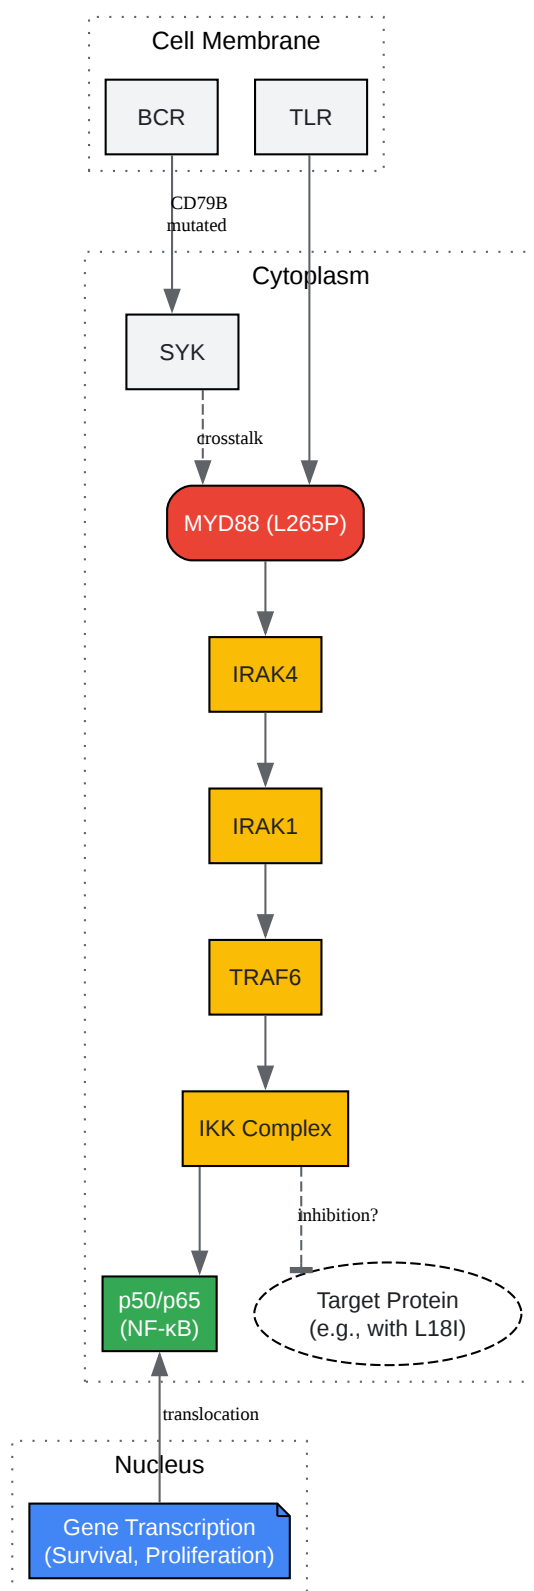 Cell Membrane
BCR
TLR
CD79B
mutated
Cytoplasm
SYK
crosstalk
MYD88 (L265P)
IRAK4
IRAK1
TRAF6
IKK Complex
inhibition?
p50/p65
(NF-κB)
Target Protein
(e.g., with L18I)
translocation
Nucleus
Gene Transcription
(Survival, Proliferation)